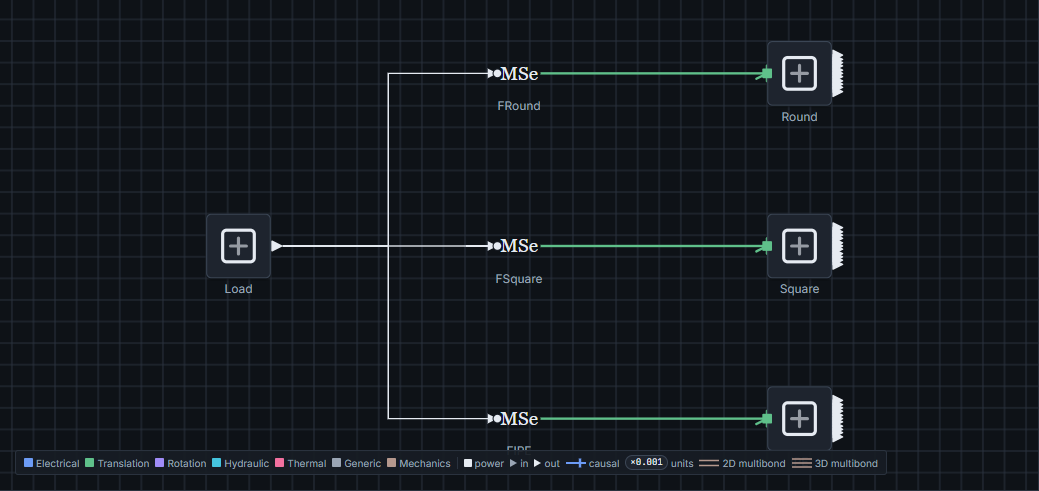 MSe
FRound
Round
MSe
FSquare
Load
Square
MSe
Electrical Translation Rotation Hydraulic Thermal Generic Mechanics power in out causal ×0.001 units 2D multibond 3D multibond